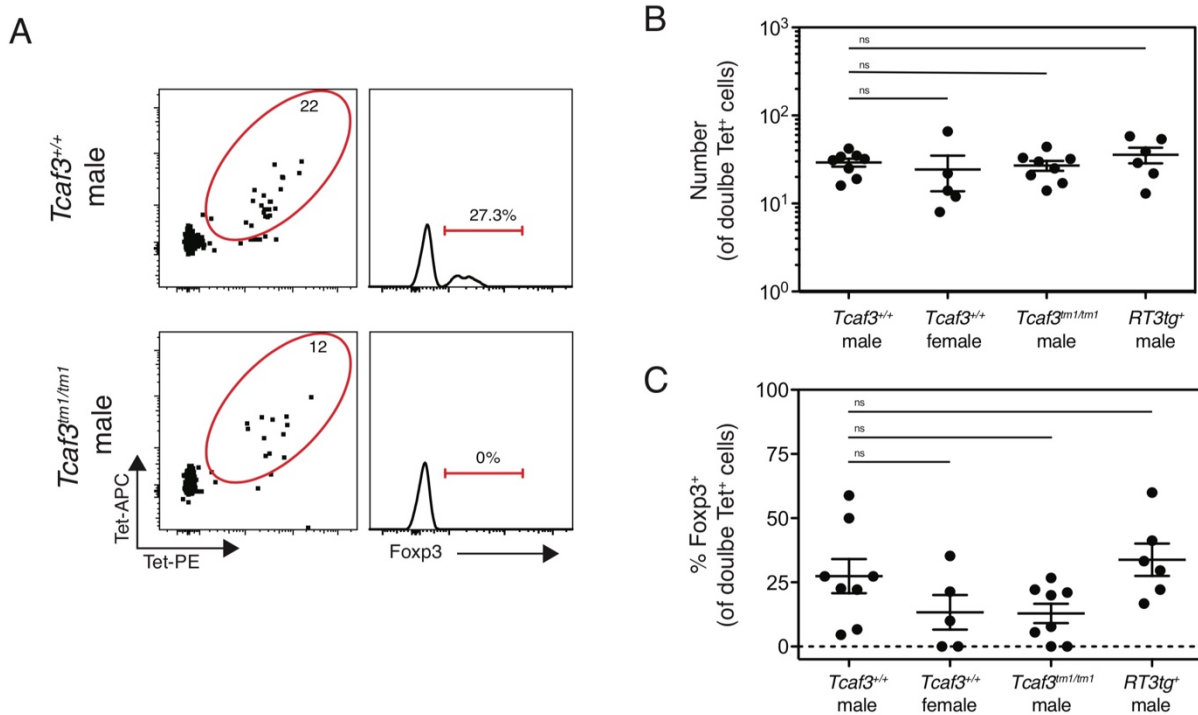 A
Tcaf3+/+
male
22
27.3%
Tcaf3tm1/tm1
male
12
0%
Tet-APC
Tet-PE
Foxp3
B
Number
(of doulbe Tet+ cells)
10³
10²
10¹
10⁰
ns
ns
ns
Tcaf3+/+
male
Tcaf3+/+
female
Tcaf3tm1/tm1
male
RT3tg+
male
C
% Foxp3+
(of doulbe Tet+ cells)
100
75
50
25
0
ns
ns
ns
Tcaf3+/+
male
Tcaf3+/+
female
Tcaf3tm1/tm1
male
RT3tg+
male